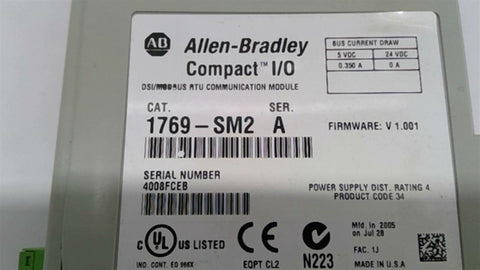 AB Allen-Bradley
Compact™ I/O
BUS CURRENT DRAW
5 VDC 24 VDC
0.350 A 0 A
DSI/MODBUS RTU COMMUNICATION MODULE
CAT. SER.
1769-SM2 A
FIRMWARE: V 1.001
SERIAL NUMBER
4008FCEB
POWER SUPPLY DIST. RATING 4
PRODUCT CODE 34
C UL US LISTED
CE
N223
IND. CONT. EQ
EQPT CL2
Mfd. in 2005
on Jul 28
FAC. 1J
MADE IN U.S.A